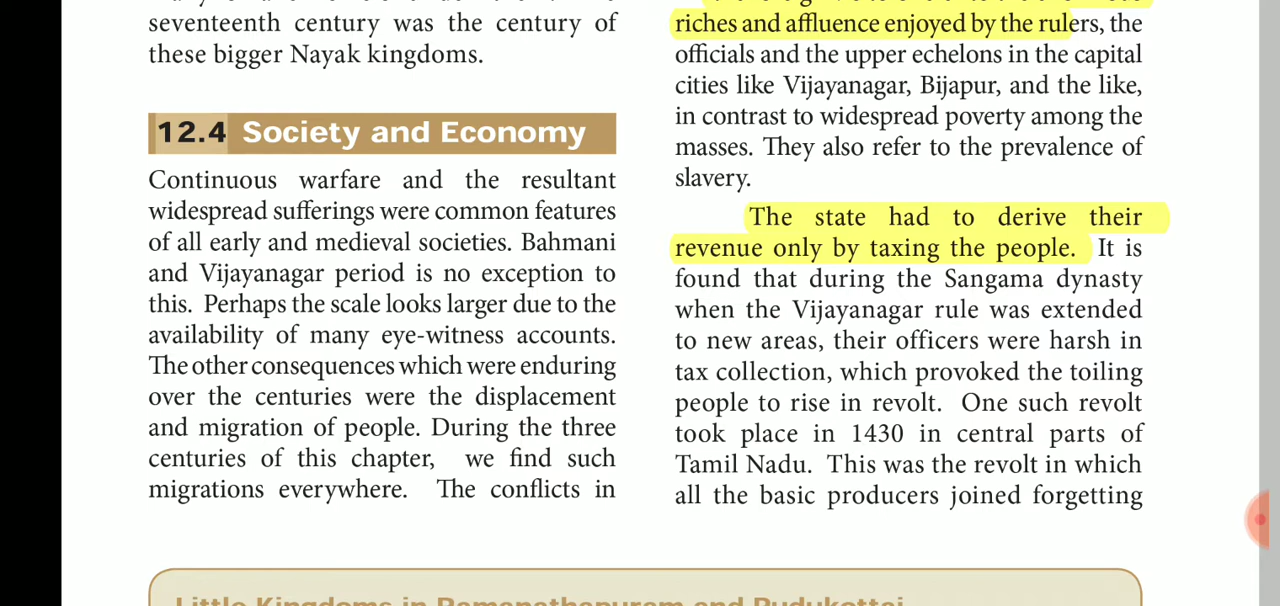 seventeenth century was the century of
these bigger Nayak kingdoms.
12.4 Society and Economy
Continuous warfare and the resultant
widespread sufferings were common features
of all early and medieval societies. Bahmani
and Vijayanagar period is no exception to
this. Perhaps the scale looks larger due to the
availability of many eye-witness accounts.
The other consequences which were enduring
over the centuries were the displacement
and migration of people. During the three
centuries of this chapter, we find such
migrations everywhere. The conflicts in
riches and affluence enjoyed by the rulers, the
officials and the upper echelons in the capital
cities like Vijayanagar, Bijapur, and the like,
in contrast to widespread poverty among the
masses. They also refer to the prevalence of
slavery.
The state had to derive their
revenue only by taxing the people. It is
found that during the Sangama dynasty
when the Vijayanagar rule was extended
to new areas, their officers were harsh in
tax collection, which provoked the toiling
people to rise in revolt. One such revolt
took place in 1430 in central parts of
Tamil Nadu. This was the revolt in which
all the basic producers joined forgetting
Little Kingdoms in Ramanathapuram and Pudukottai